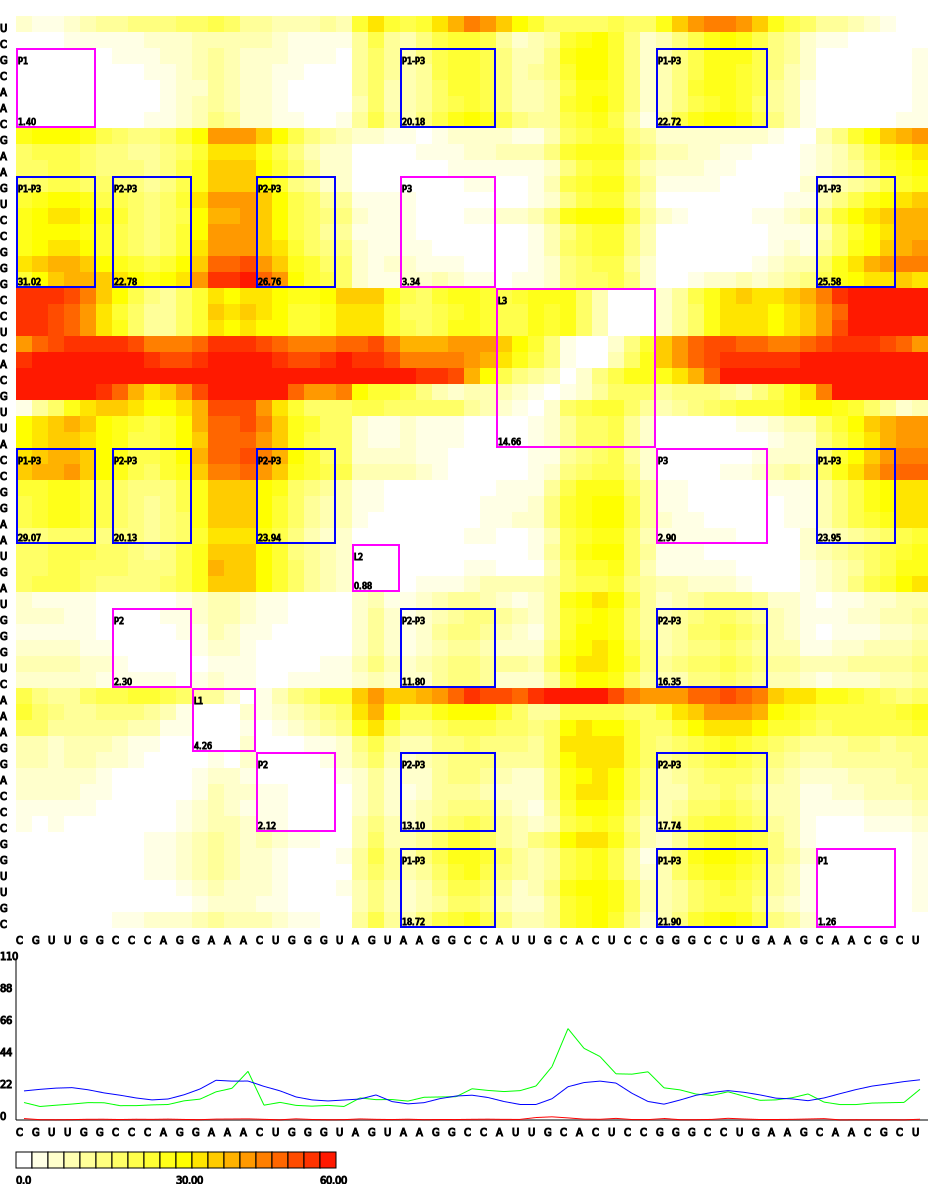 U
C
G P1 P1-P3 P1-P3
C
A
A
C 1.40 20.18 22.72
G
A
A
G P1-P3 P2-P3 P2-P3 P3 P1-P3
U
C
C
G
G
G 31.02 22.78 26.76 3.34 25.58
C L3
C
U
C
A
C
G
U
U
A 14.66
C P1-P3 P2-P3 P2-P3 P3 P1-P3
C
G
G
A
A 29.07 20.13 23.94 2.90 23.95
U L2
G
A 0.88
U
G P2 P2-P3 P2-P3
G
G
U
C 2.30 11.80 16.35
A L1
A
A
G 4.26
G P2 P2-P3 P2-P3
A
C
C
C 2.12 13.10 17.74
G
G P1-P3 P1-P3 P1
U
U
G
C 18.72 21.90 1.26
C G U U G G C C C A G G A A A C U G G G U A G U A A G G C C A U U G C A C U C C G G G C C U G A A G C A A C G C U
110
88
66
44
22
0
C G U U G G C C C A G G A A A C U G G G U A G U A A G G C C A U U G C A C U C C G G G C C U G A A G C A A C G C U
0.0 30.00 60.00